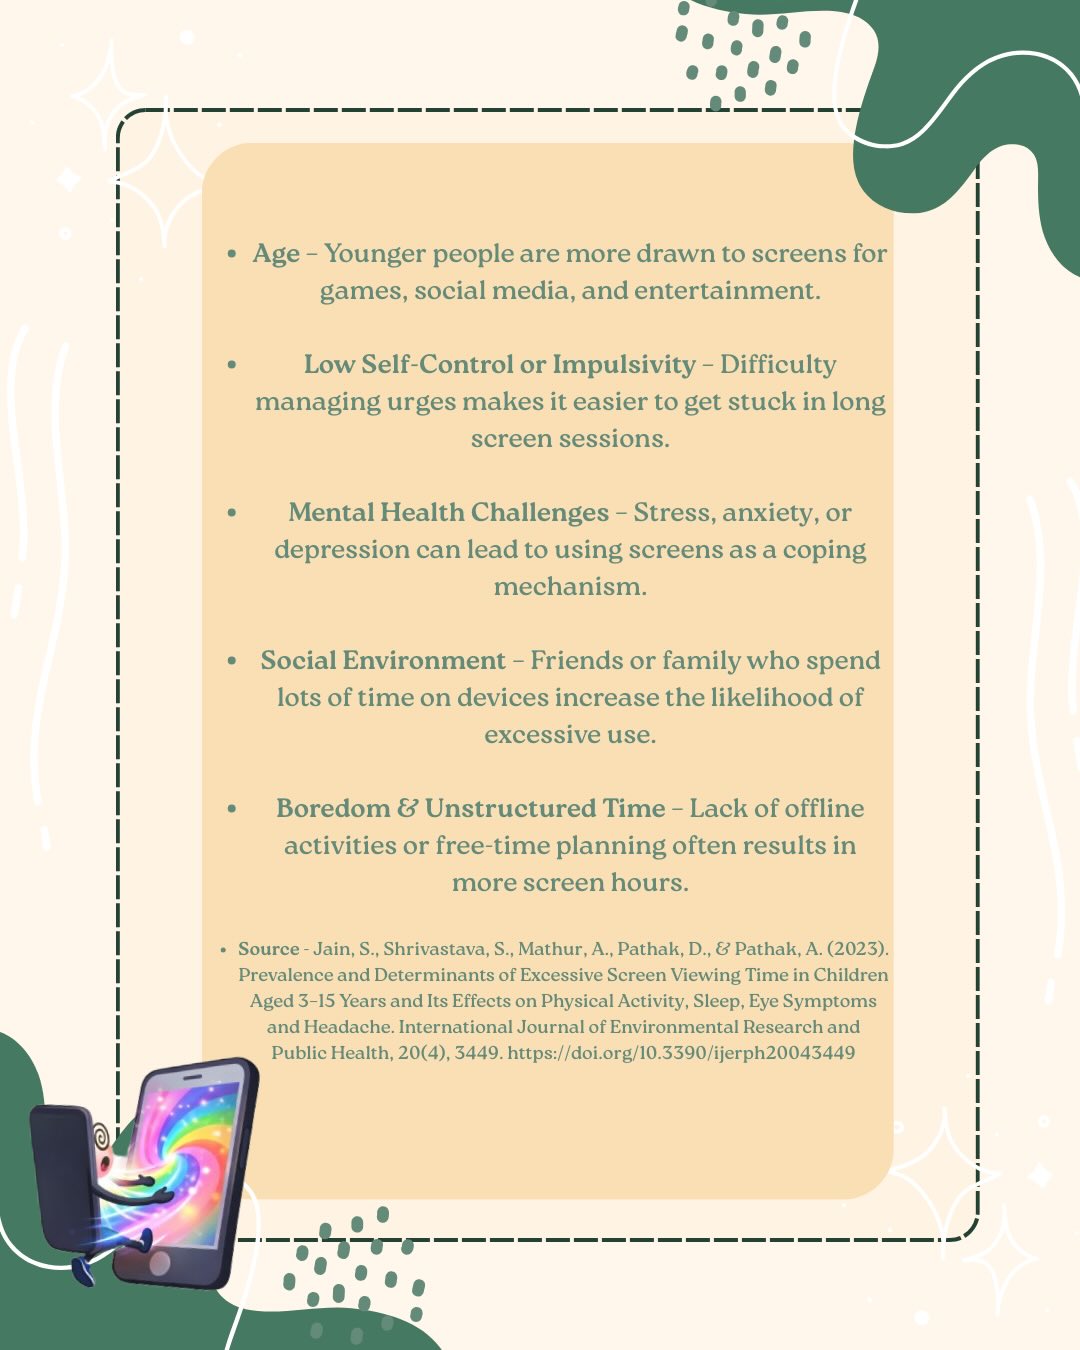 • Age – Younger people are more drawn to screens for
games, social media, and entertainment.
• Low Self-Control or Impulsivity – Difficulty
managing urges makes it easier to get stuck in long
screen sessions.
• Mental Health Challenges – Stress, anxiety, or
depression can lead to using screens as a coping
mechanism.
• Social Environment – Friends or family who spend
lots of time on devices increase the likelihood of
excessive use.
• Boredom & Unstructured Time – Lack of offline
activities or free-time planning often results in
more screen hours.
• Source - Jain, S., Shrivastava, S., Mathur, A., Pathak, D., & Pathak, A. (2023).
Prevalence and Determinants of Excessive Screen Viewing Time in Children
Aged 3–15 Years and Its Effects on Physical Activity, Sleep, Eye Symptoms
and Headache. International Journal of Environmental Research and
Public Health, 20(4), 3449. https://doi.org/10.3390/ijerph20043449